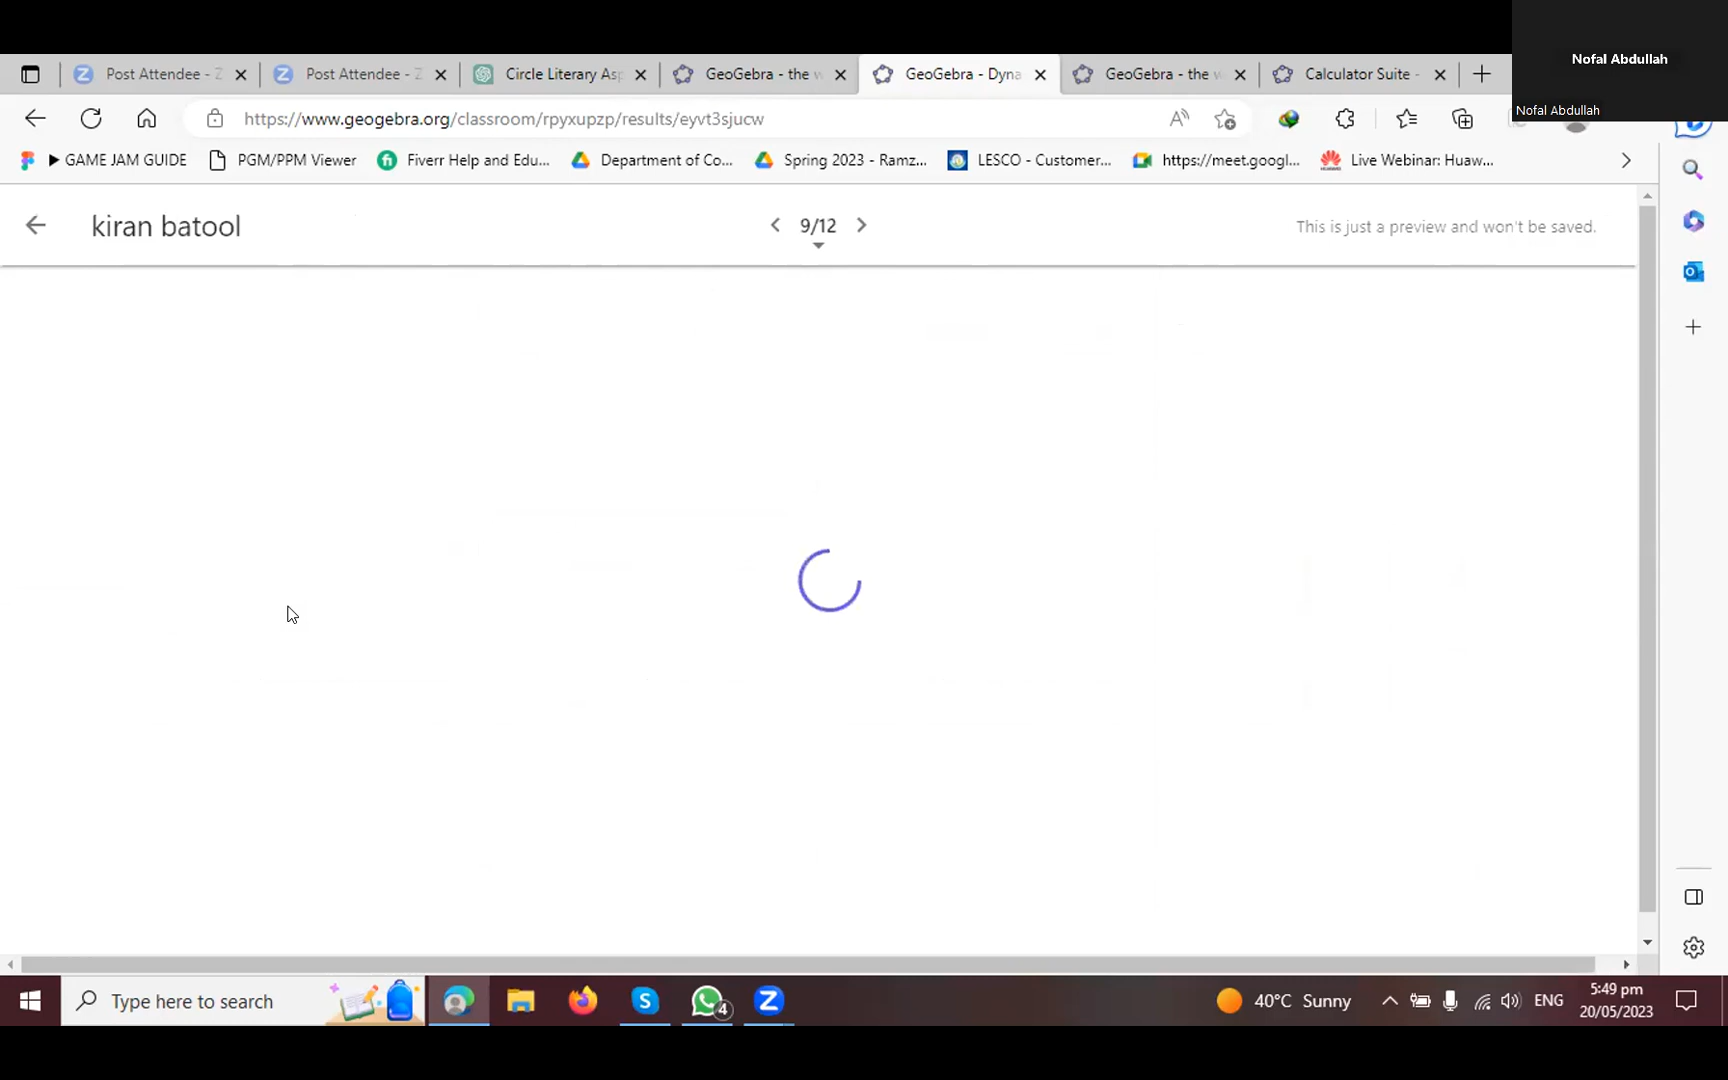 Nofal Abdullah
Nofal Abdullah
Post Attendee - Z
Post Attendee - Z
Circle Literary Asp
GeoGebra - the w
GeoGebra - Dyna
GeoGebra - the w
Calculator Suite -
https://www.geogebra.org/classroom/rpyxupzp/results/eyvt3sjucw
GAME JAM GUIDE
PGM/PPM Viewer
Fiverr Help and Edu...
Department of Co...
Spring 2023 - Ramz...
LESCO - Customer...
https://meet.googl...
Live Webinar: Huaw...
kiran batool
9/12
This is just a preview and won't be saved.
Type here to search
4
40°C Sunny
ENG
5:49 pm
20/05/2023